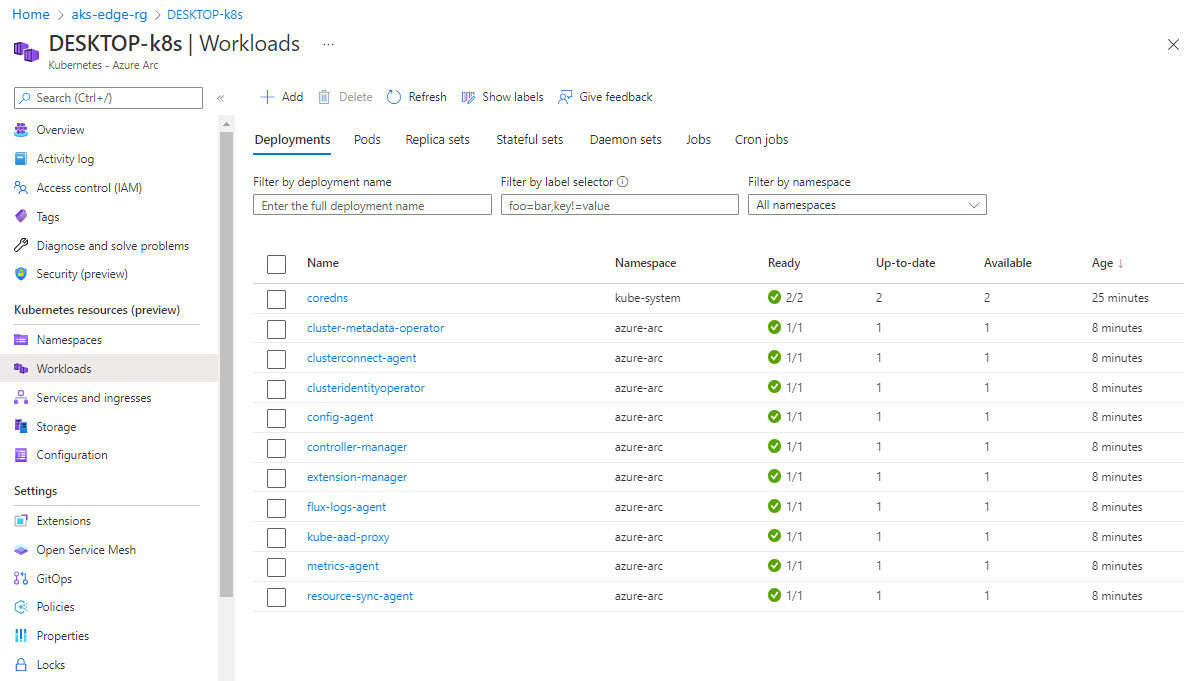 Home > aks-edge-rg > DESKTOP-k8s
DESKTOP-k8s | Workloads ...
Kubernetes - Azure Arc
Search (Ctrl+/) «
Overview
Activity log
Access control (IAM)
Tags
Diagnose and solve problems
Security (preview)
Kubernetes resources (preview)
Namespaces
Workloads
Services and ingresses
Storage
Configuration
Settings
Extensions
Open Service Mesh
GitOps
Policies
Properties
Locks
Add Delete Refresh Show labels Give feedback
Deployments Pods Replica sets Stateful sets Daemon sets Jobs Cron jobs
Filter by deployment name Filter by label selector Filter by namespace
Enter the full deployment name foo=bar,key!=value All namespaces
Name Namespace Ready Up-to-date Available Age ↓
coredns kube-system 2/2 2 2 25 minutes
cluster-metadata-operator azure-arc 1/1 1 1 8 minutes
clusterconnect-agent azure-arc 1/1 1 1 8 minutes
clusteridentityoperator azure-arc 1/1 1 1 8 minutes
config-agent azure-arc 1/1 1 1 8 minutes
controller-manager azure-arc 1/1 1 1 8 minutes
extension-manager azure-arc 1/1 1 1 8 minutes
flux-logs-agent azure-arc 1/1 1 1 8 minutes
kube-aad-proxy azure-arc 1/1 1 1 8 minutes
metrics-agent azure-arc 1/1 1 1 8 minutes
resource-sync-agent azure-arc 1/1 1 1 8 minutes